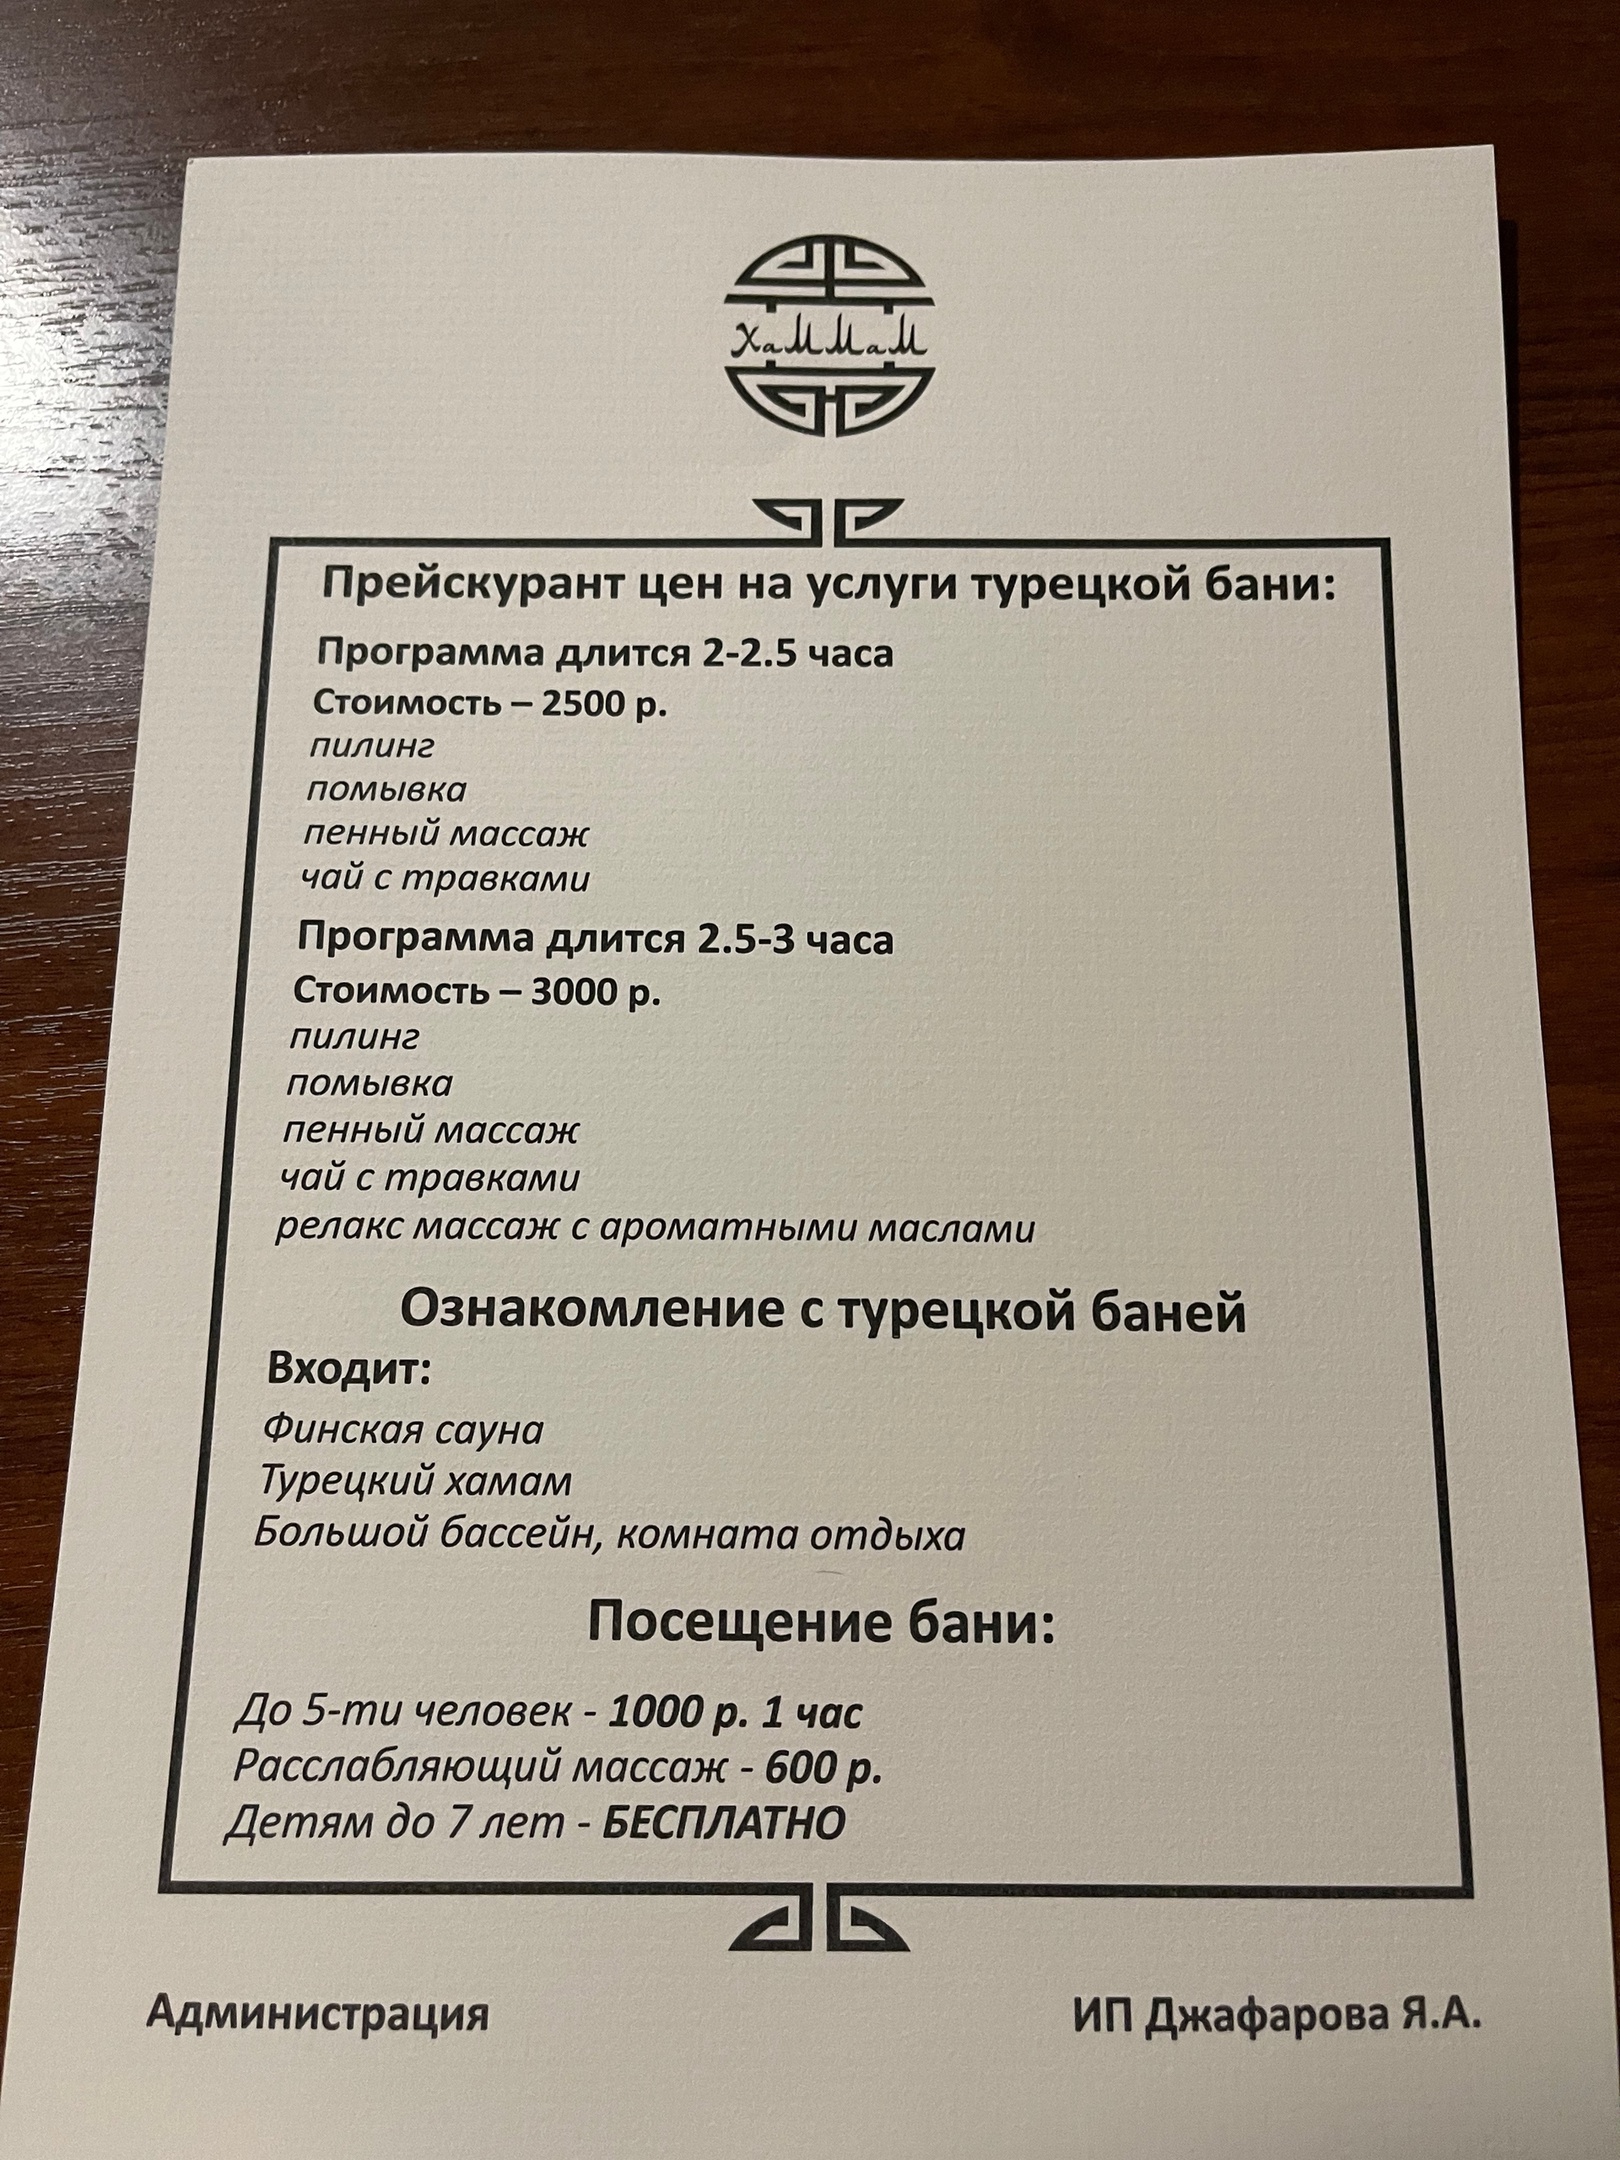 ХаММаМ
Прейскурант цен на услуги турецкой бани:
Программа длится 2-2.5 часа
Стоимость – 2500 р.
пилинг
помывка
пенный массаж
чай с травками
Программа длится 2.5-3 часа
Стоимость – 3000 р.
пилинг
помывка
пенный массаж
чай с травками
релакс массаж с ароматными маслами
Ознакомление с турецкой баней
Входит:
Финская сауна
Турецкий хамам
Большой бассейн, комната отдыха
Посещение бани:
До 5-ти человек - 1000 р. 1 час
Расслабляющий массаж - 600 р.
Детям до 7 лет - БЕСПЛАТНО
Администрация ИП Джафарова Я.А.